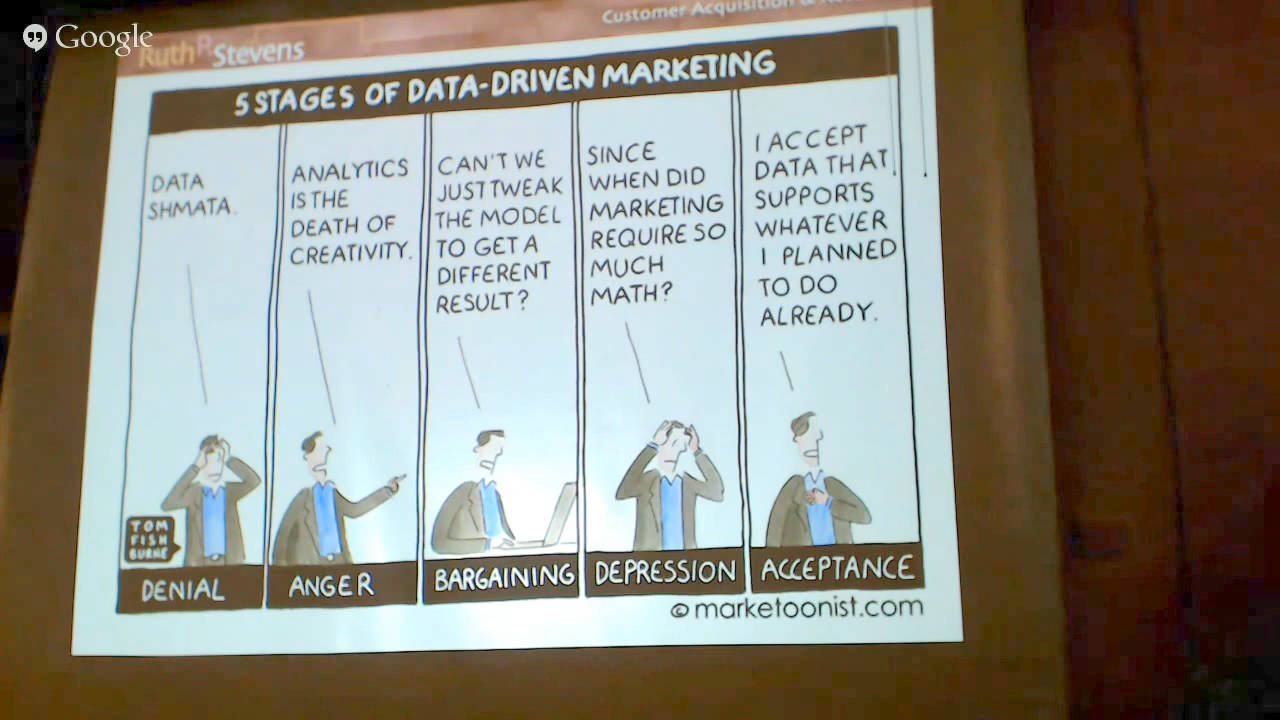 Google
Customer Acquisition &
Ruth P. Stevens
5 STAGES OF DATA-DRIVEN MARKETING
DATA
SHMATA.
ANALYTICS
IS THE
DEATH OF
CREATIVITY.
CAN'T WE
JUST TWEAK
THE MODEL
TO GET A
DIFFERENT
RESULT?
SINCE
WHEN DID
MARKETING
REQUIRE SO
MUCH
MATH?
I ACCEPT
DATA THAT
SUPPORTS
WHATEVER
I PLANNED
TO DO
ALREADY.
TOM
FISH
BURNE
DENIAL
ANGER
BARGAINING
DEPRESSION
ACCEPTANCE
© marketoonist.com